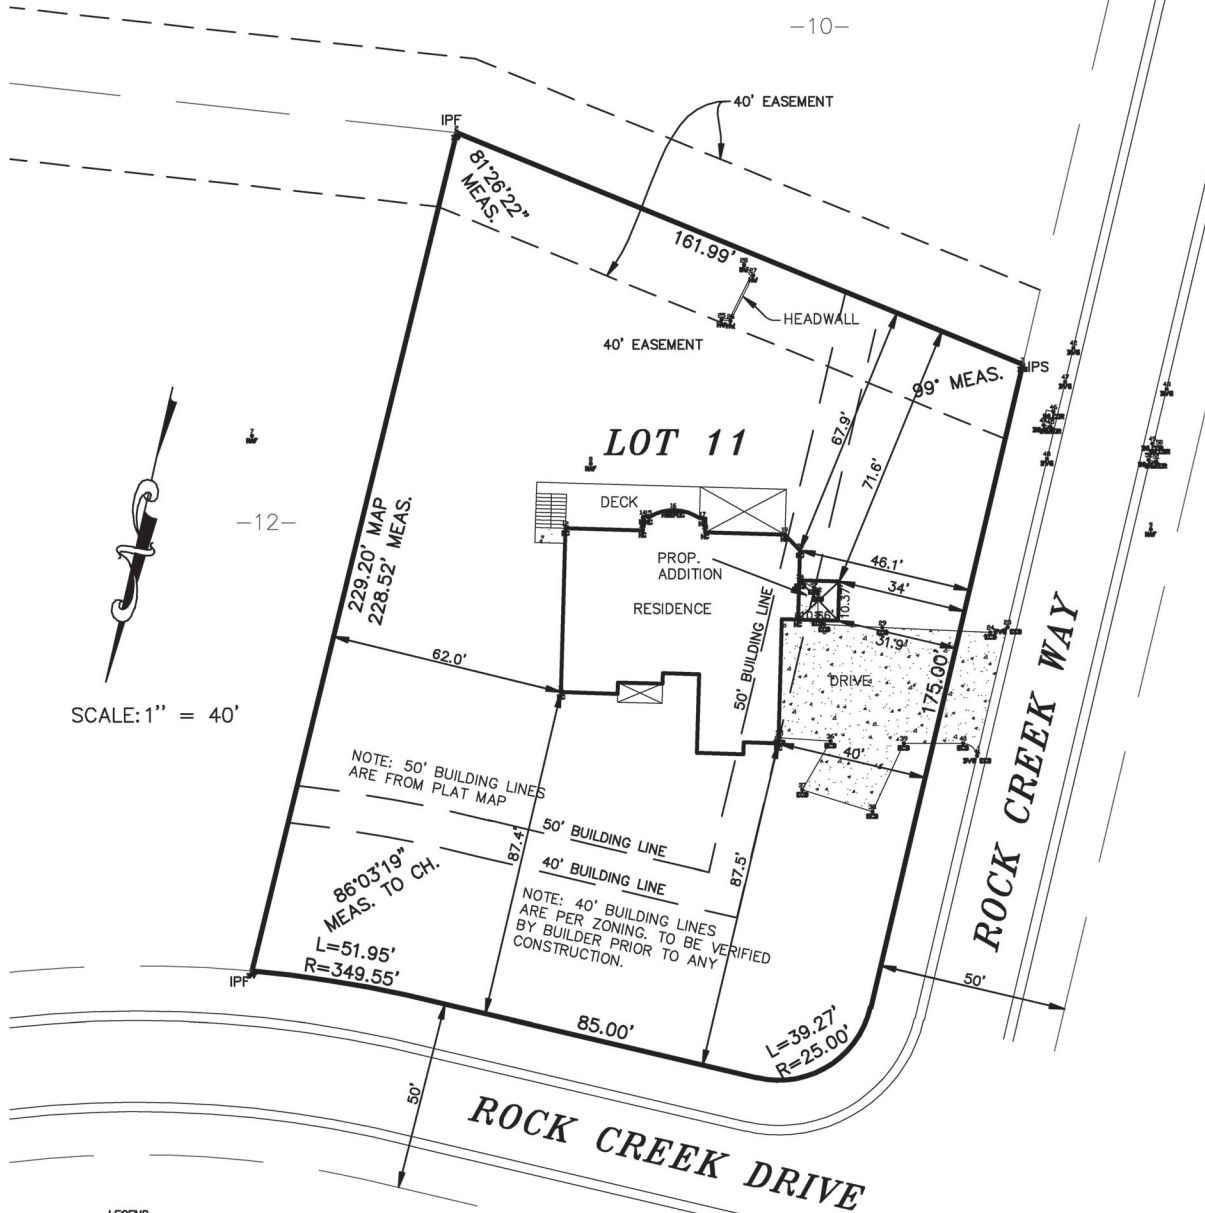 -10-
40' EASEMENT
IPF
81°26'22"
MEAS.
161.99'
HEADWALL
40' EASEMENT
99° MEAS.
IPS
67.9'
71.6'
LOT 11
-12-
229.20' MAP
228.52' MEAS.
DECK
PROP.
ADDITION
RESIDENCE
46.1'
34'
10.37'
10.66'
31.9'
175.00'
50' BUILDING LINE
62.0'
DRIVE
40'
SCALE: 1'' = 40'
NOTE: 50' BUILDING LINES
ARE FROM PLAT MAP
50' BUILDING LINE
87.4'
40' BUILDING LINE
87.5'
NOTE: 40' BUILDING LINES
ARE PER ZONING. TO BE VERIFIED
BY BUILDER PRIOR TO ANY
CONSTRUCTION.
86°03'19"
MEAS. TO CH.
L=51.95'
R=349.55'
IPF
85.00'
L=39.27'
R=25.00'
50'
50'
ROCK CREEK WAY
ROCK CREEK DRIVE